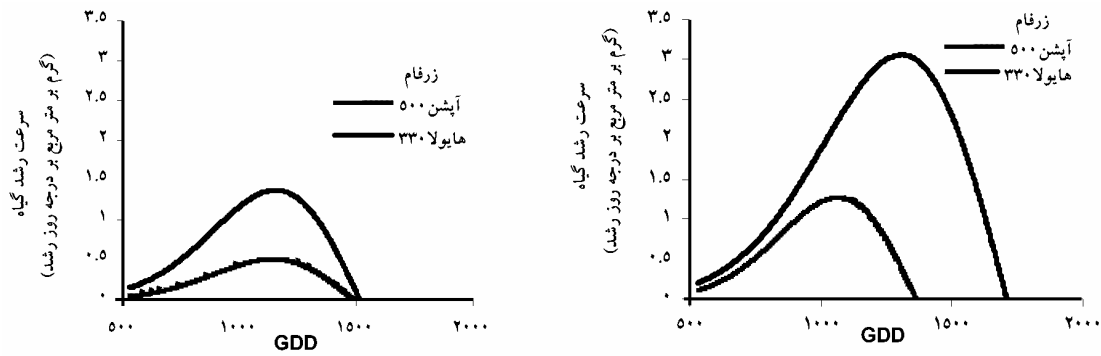 سرعت رشد گیاه
(گرم بر متر مربع بر درجه روز رشد)
۳.۵
۳
۲.۵
۲
۱.۵
۱
۰.۵
۰
زرفام
آپشن ۵۰۰
هایولا ۳۳۰
۵۰۰ ۱۰۰۰ ۱۵۰۰ ۲۰۰۰
GDD
سرعت رشد گیاه
(گرم بر متر مربع بر درجه روز رشد)
۳.۵
۳
۲.۵
۲
۱.۵
۱
۰.۵
۰
زرفام
آپشن ۵۰۰
هایولا ۳۳۰
۵۰۰ ۱۰۰۰ ۱۵۰۰ ۲۰۰۰
GDD